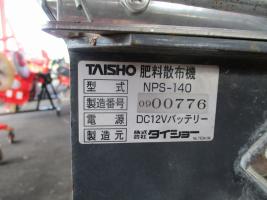 TAISHO 肥料散布機
型式 NPS-140
製造番号 0900776
電源 DC12Vバッテリー
製造元 株式会社タイショー